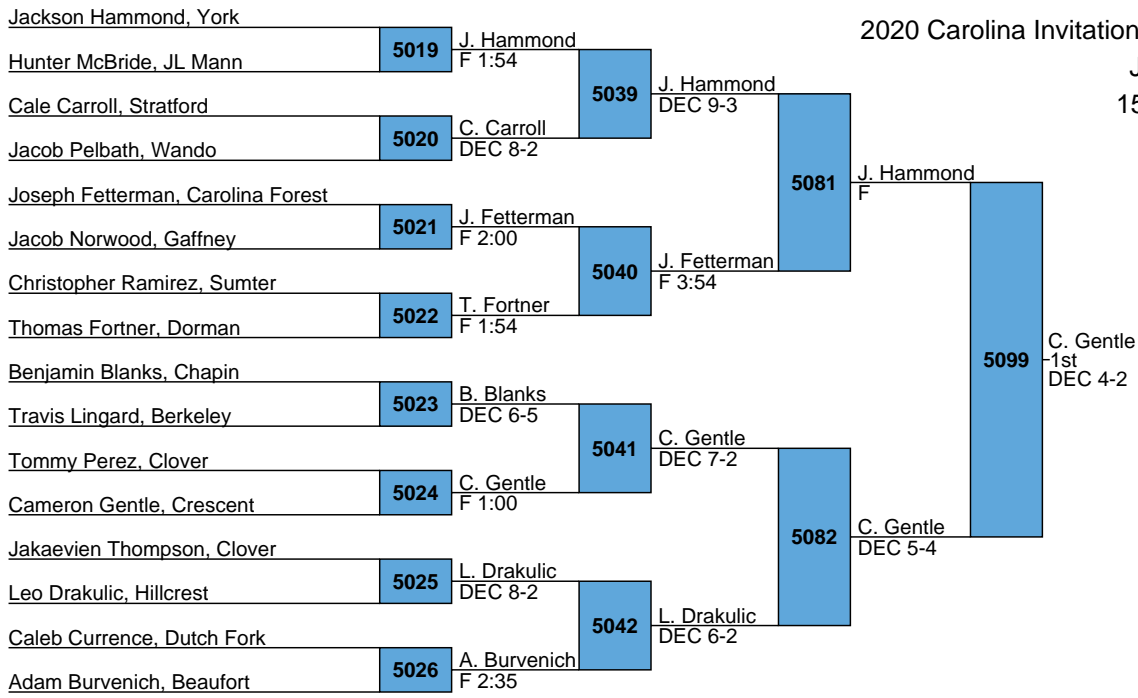 Jackson Hammond, York
Hunter McBride, JL Mann
Cale Carroll, Stratford
Jacob Pelbath, Wando
Joseph Fetterman, Carolina Forest
Jacob Norwood, Gaffney
Christopher Ramirez, Sumter
Thomas Fortner, Dorman
Benjamin Blanks, Chapin
Travis Lingard, Berkeley
Tommy Perez, Clover
Cameron Gentle, Crescent
Jakaevien Thompson, Clover
Leo Drakulic, Hillcrest
Caleb Currence, Dutch Fork
Adam Burvenich, Beaufort
5019
5020
5021
5022
5023
5024
5025
5026
J. Hammond
F 1:54
C. Carroll
DEC 8-2
J. Fetterman
F 2:00
T. Fortner
F 1:54
B. Blanks
DEC 6-5
C. Gentle
F 1:00
L. Drakulic
DEC 8-2
A. Burvenich
F 2:35
5039
5040
5041
5042
J. Hammond
DEC 9-3
J. Fetterman
F 3:54
C. Gentle
DEC 7-2
L. Drakulic
DEC 6-2
5081
5082
J. Hammond
F
C. Gentle
DEC 5-4
5099
C. Gentle
1st
DEC 4-2
2020 Carolina Invitation
15